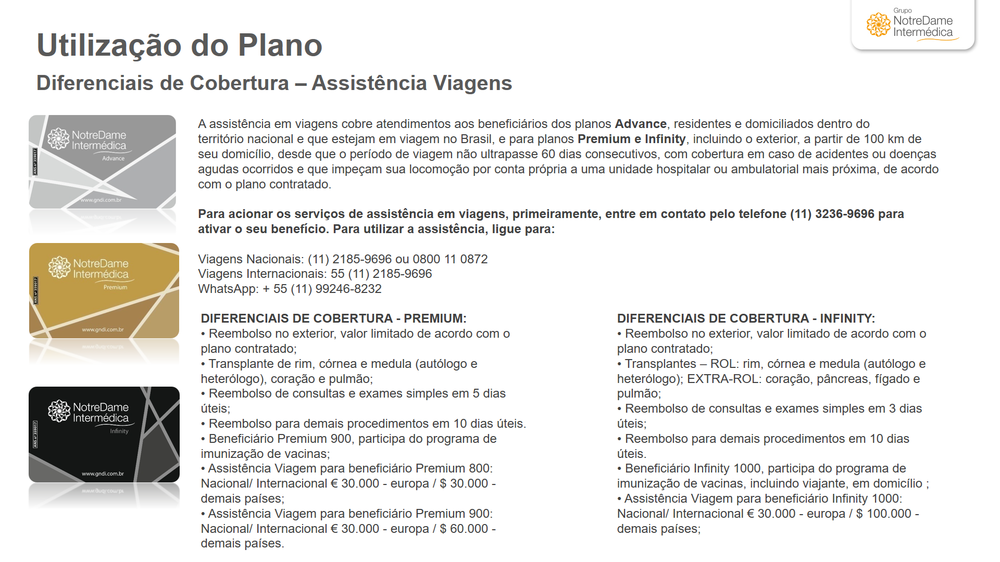 Grupo
NotreDame
Intermédica
Utilização do Plano
Diferenciais de Cobertura – Assistência Viagens
NotreDame
Intermédica
Advance
ANS nº 359017
www.gndi.com.br
NotreDame
Intermédica
Premium
ANS nº 359017
www.gndi.com.br
NotreDame
Intermédica
Infinity
ANS nº 359017
www.gndi.com.br
A assistência em viagens cobre atendimentos aos beneficiários dos planos Advance, residentes e domiciliados dentro do
território nacional e que estejam em viagem no Brasil, e para planos Premium e Infinity, incluindo o exterior, a partir de 100 km de
seu domicílio, desde que o período de viagem não ultrapasse 60 dias consecutivos, com cobertura em caso de acidentes ou doenças
agudas ocorridos e que impeçam sua locomoção por conta própria a uma unidade hospitalar ou ambulatorial mais próxima, de acordo
com o plano contratado.
Para acionar os serviços de assistência em viagens, primeiramente, entre em contato pelo telefone (11) 3236-9696 para
ativar o seu benefício. Para utilizar a assistência, ligue para:
Viagens Nacionais: (11) 2185-9696 ou 0800 11 0872
Viagens Internacionais: 55 (11) 2185-9696
WhatsApp: + 55 (11) 99246-8232
DIFERENCIAIS DE COBERTURA - PREMIUM:
• Reembolso no exterior, valor limitado de acordo com o
plano contratado;
• Transplante de rim, córnea e medula (autólogo e
heterólogo), coração e pulmão;
• Reembolso de consultas e exames simples em 5 dias
úteis;
• Reembolso para demais procedimentos em 10 dias úteis.
• Beneficiário Premium 900, participa do programa de
imunização de vacinas;
• Assistência Viagem para beneficiário Premium 800:
Nacional/ Internacional € 30.000 - europa / $ 30.000 -
demais países;
• Assistência Viagem para beneficiário Premium 900:
Nacional/ Internacional € 30.000 - europa / $ 60.000 -
demais países.
DIFERENCIAIS DE COBERTURA - INFINITY:
• Reembolso no exterior, valor limitado de acordo com o
plano contratado;
• Transplantes – ROL: rim, córnea e medula (autólogo e
heterólogo); EXTRA-ROL: coração, pâncreas, fígado e
pulmão;
• Reembolso de consultas e exames simples em 3 dias
úteis;
• Reembolso para demais procedimentos em 10 dias
úteis.
• Beneficiário Infinity 1000, participa do programa de
imunização de vacinas, incluindo viajante, em domicílio ;
• Assistência Viagem para beneficiário Infinity 1000:
Nacional/ Internacional € 30.000 - europa / $ 100.000 -
demais países;